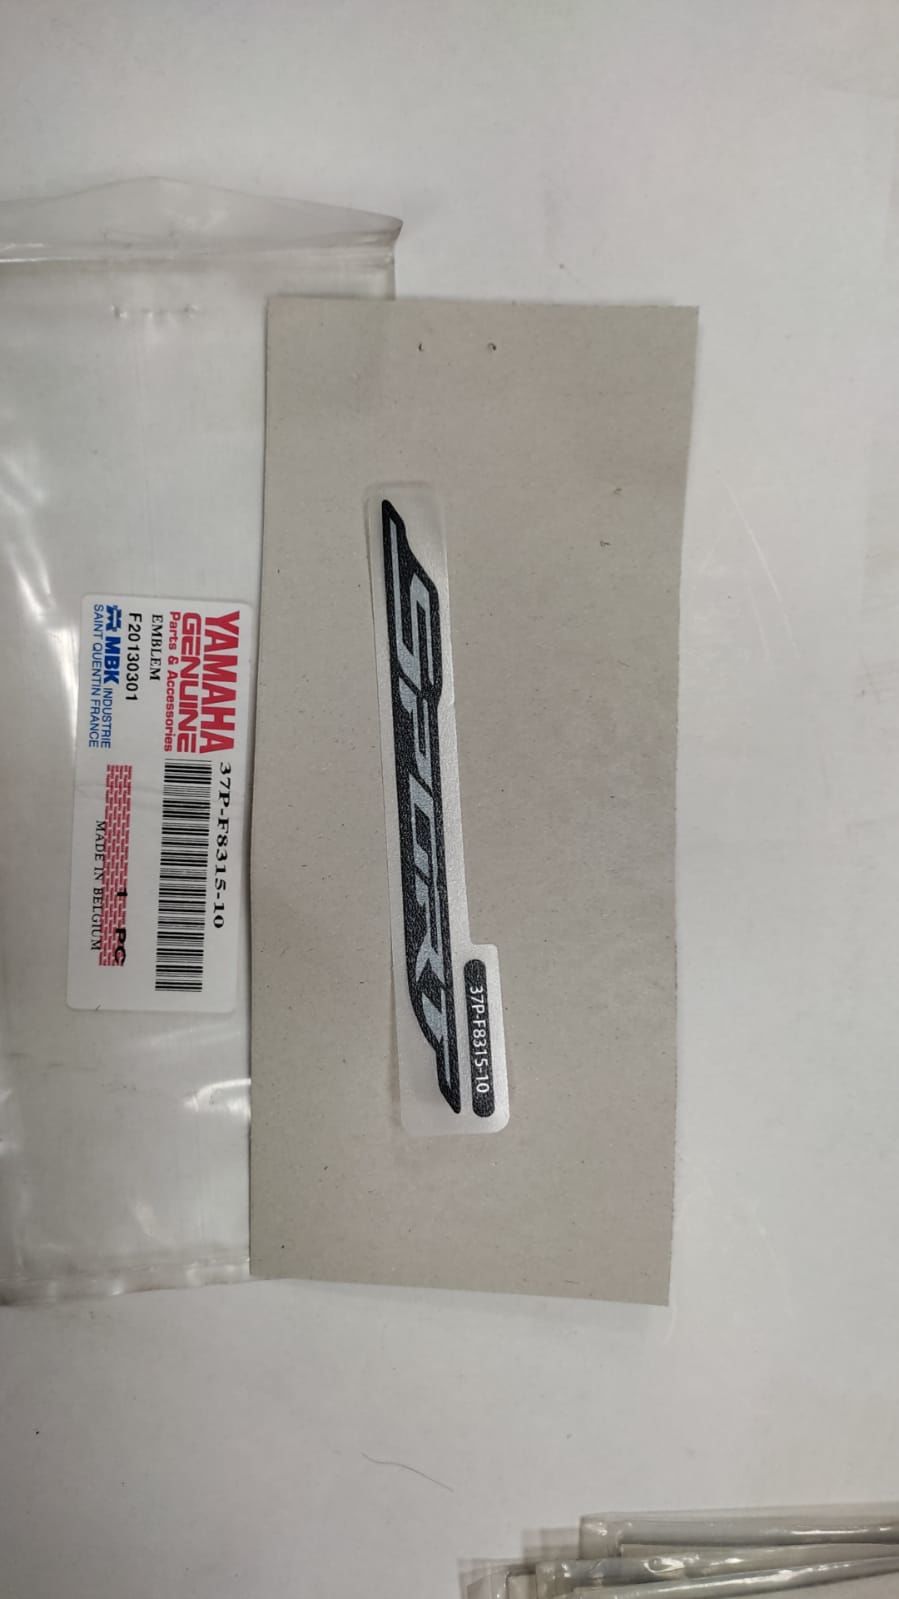 YAMAHA
GENUINE
Parts & Accessories
EMBLEM
F20130301
MBK INDUSTRIE
SAINT QUENTIN FRANCE
37P-F8315-10
1 PC
MADE IN BELGIUM
SPORT
37P-F8315-10